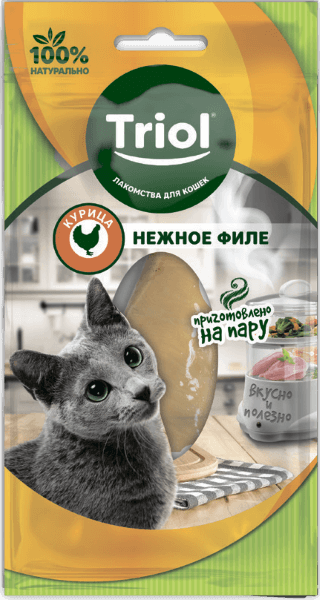 100%
НАТУРАЛЬНО
Triol®
ЛАКОМСТВА ДЛЯ КОШЕК
КУРИЦА
НЕЖНОЕ ФИЛЕ
приготовлено
на пару
вкусно
и
полезно